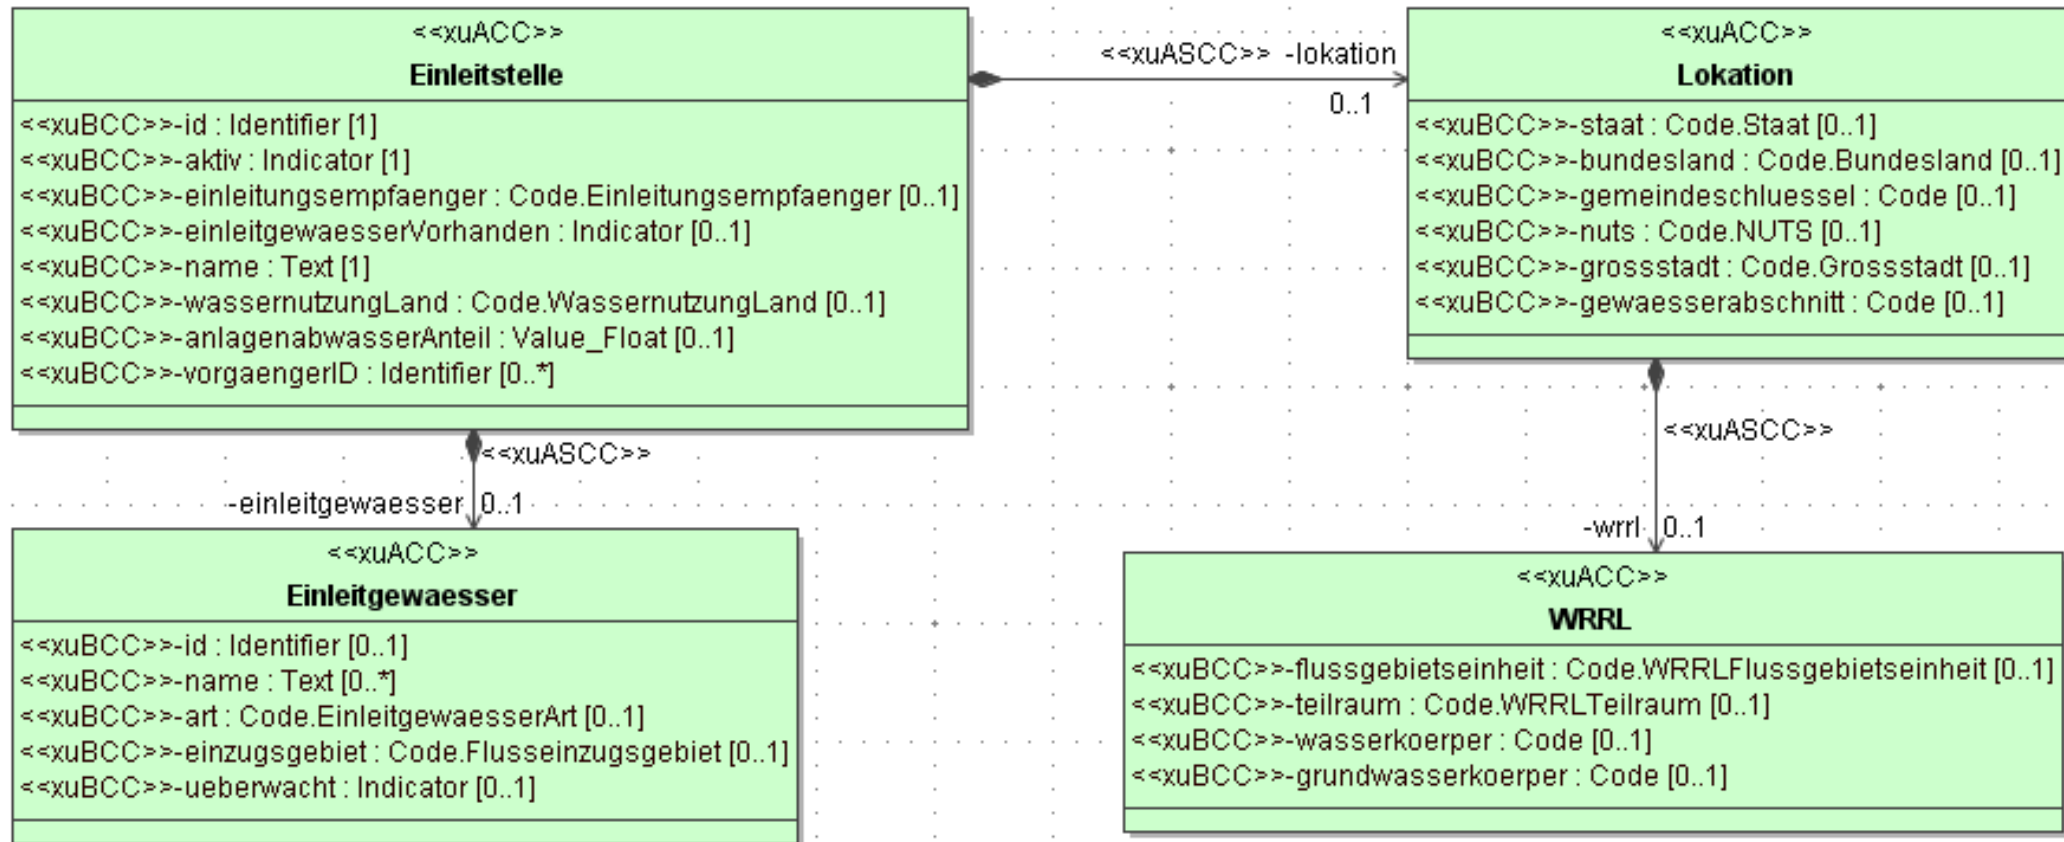 <<xuACC>>
Einleitstelle
<<xuBCC>>-id : Identifier [1]
<<xuBCC>>-aktiv : Indicator [1]
<<xuBCC>>-einleitungsempfaenger : Code.Einleitungsempfaenger [0..1]
<<xuBCC>>-einleitgewaesserVorhanden : Indicator [0..1]
<<xuBCC>>-name : Text [1]
<<xuBCC>>-wassernutzungLand : Code.WassernutzungLand [0..1]
<<xuBCC>>-anlagenabwasserAnteil : Value_Float [0..1]
<<xuBCC>>-vorgaengerID : Identifier [0..*]
<<xuASCC>> -lokation
0..1
<<xuACC>>
Lokation
<<xuBCC>>-staat : Code.Staat [0..1]
<<xuBCC>>-bundesland : Code.Bundesland [0..1]
<<xuBCC>>-gemeindeschluessel : Code [0..1]
<<xuBCC>>-nuts : Code.NUTS [0..1]
<<xuBCC>>-grossstadt : Code.Grossstadt [0..1]
<<xuBCC>>-gewaesserabschnitt : Code [0..1]
<<xuASCC>>
-einleitgewaesser 0..1
<<xuACC>>
Einleitgewaesser
<<xuBCC>>-id : Identifier [0..1]
<<xuBCC>>-name : Text [0..*]
<<xuBCC>>-art : Code.EinleitgewaesserArt [0..1]
<<xuBCC>>-einzugsgebiet : Code.Flusseinzugsgebiet [0..1]
<<xuBCC>>-ueberwacht : Indicator [0..1]
<<xuASCC>>
-wrrl 0..1
<<xuACC>>
WRRL
<<xuBCC>>-flussgebietseinheit : Code.WRRLFlussgebietseinheit [0..1]
<<xuBCC>>-teilraum : Code.WRRLTeilraum [0..1]
<<xuBCC>>-wasserkoerper : Code [0..1]
<<xuBCC>>-grundwasserkoerper : Code [0..1]